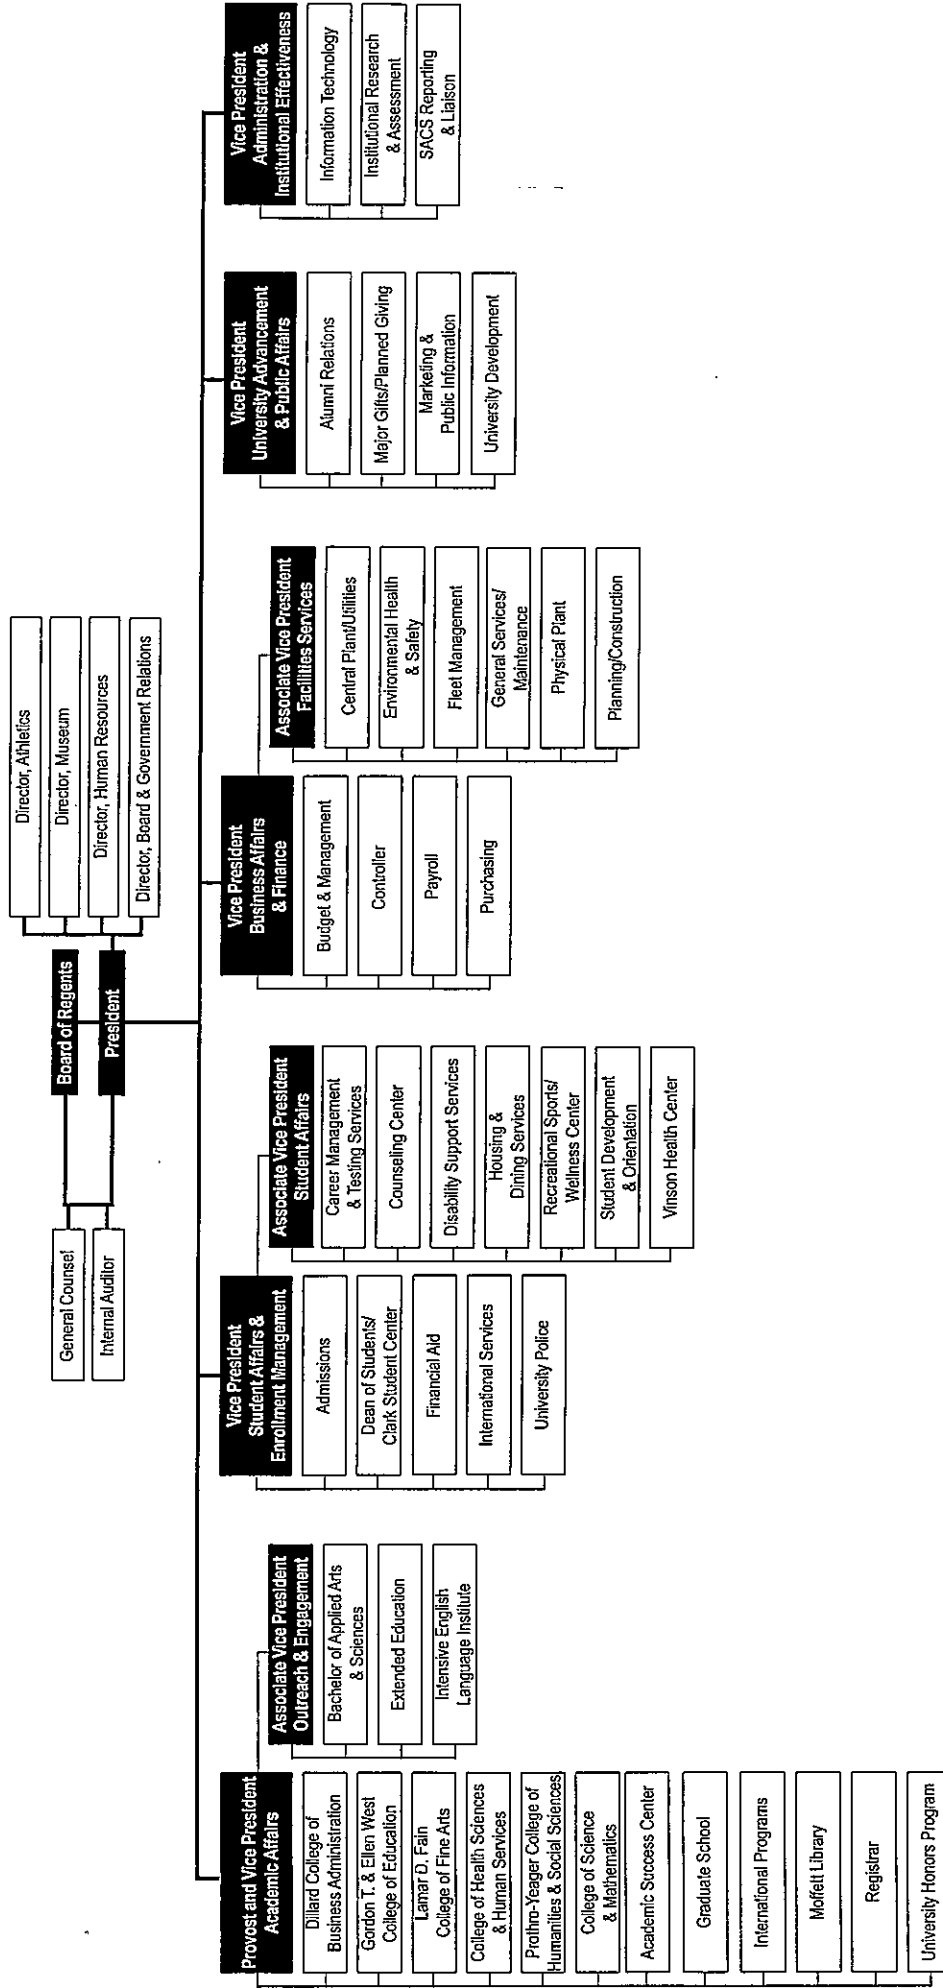 Board of Regents
President
General Counsel
Internal Auditor
Director, Athletics
Director, Museum
Director, Human Resources
Director, Board & Government Relations
Provost and Vice President
Academic Affairs
Dillard College of
Business Administration
Gordon T. & Ellen West
College of Education
Lamar D. Fain
College of Fine Arts
College of Health Sciences
& Human Services
Prothro-Yeager College of
Humanities & Social Sciences
College of Science
& Mathematics
Academic Success Center
Graduate School
International Programs
Moffett Library
Registrar
University Honors Program
Associate Vice President
Outreach & Engagement
Bachelor of Applied Arts
& Sciences
Extended Education
Intensive English
Language Institute
Vice President
Student Affairs &
Enrollment Management
Admissions
Dean of Students/
Clark Student Center
Financial Aid
International Services
University Police
Associate Vice President
Student Affairs
Career Management
& Testing Services
Counseling Center
Disability Support Services
Housing &
Dining Services
Recreational Sports/
Wellness Center
Student Development
& Orientation
Vinson Health Center
Vice President
Business Affairs
& Finance
Budget & Management
Controller
Payroll
Purchasing
Associate Vice President
Facilities Services
Central Plant/Utilities
Environmental Health
& Safety
Fleet Management
General Services/
Maintenance
Physical Plant
Planning/Construction
Vice President
University Advancement
& Public Affairs
Alumni Relations
Major Gifts/Planned Giving
Marketing &
Public Information
University Development
Vice President
Administration &
Institutional Effectiveness
Information Technology
Institutional Research
& Assessment
SACS Reporting
& Liaison